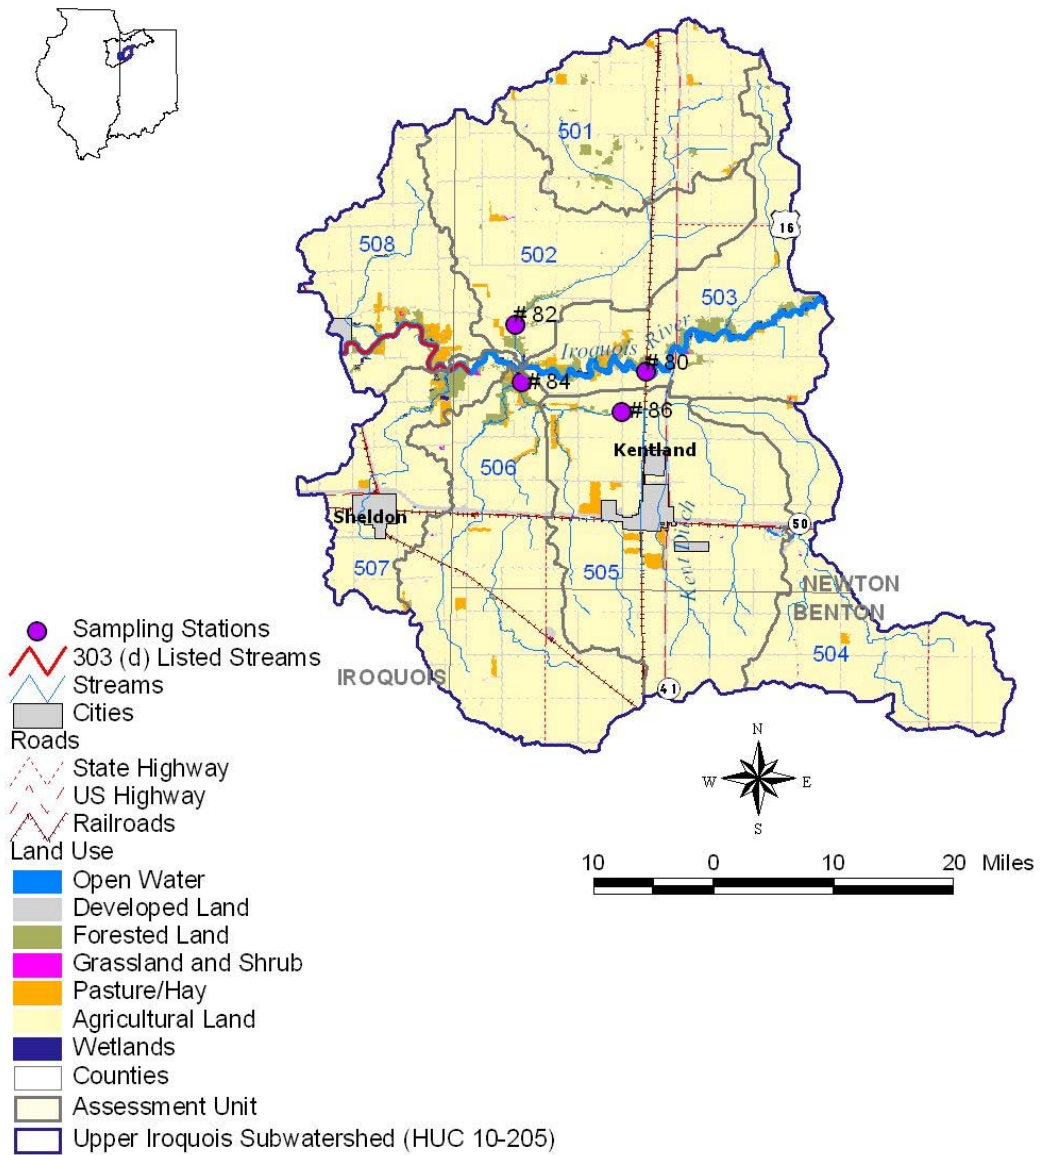 501
16
508
502
503
# 82
Iroquois River
# 80
# 84
# 86
Kentland
506
Sheldon
50
Kent Ditch
507
505
NEWTON
BENTON
504
IROQUOIS
41
Sampling Stations
303 (d) Listed Streams
Streams
Cities
Roads
State Highway
US Highway
Railroads
Land Use
Open Water
Developed Land
Forested Land
Grassland and Shrub
Pasture/Hay
Agricultural Land
Wetlands
Counties
Assessment Unit
Upper Iroquois Subwatershed (HUC 10-205)
N
W E
S
10 0 10 20 Miles